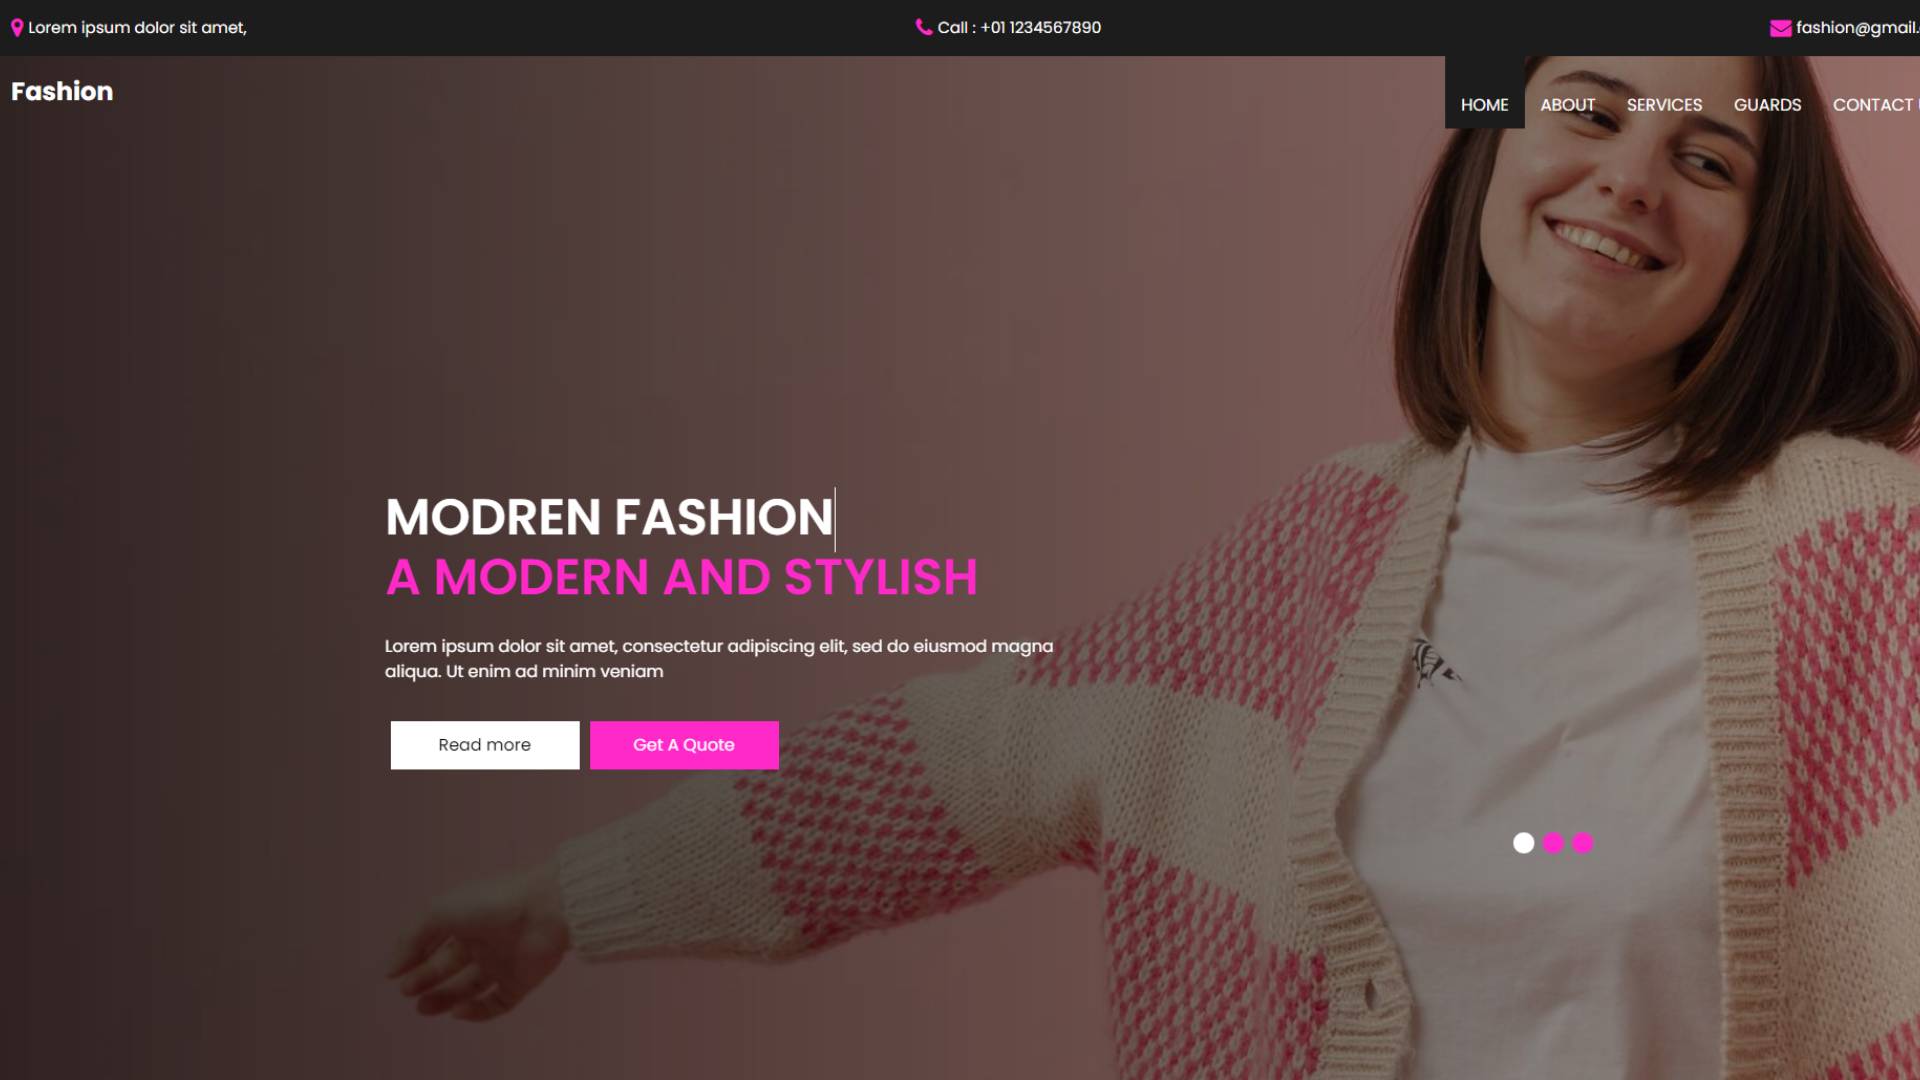 Lorem ipsum dolor sit amet,
Call : +01 1234567890
fashion@gmail.
Fashion
HOME
ABOUT
SERVICES
GUARDS
CONTACT
MODREN FASHION
A MODERN AND STYLISH
Lorem ipsum dolor sit amet, consectetur adipiscing elit, sed do eiusmod magna
aliqua. Ut enim ad minim veniam
Read more
Get A Quote